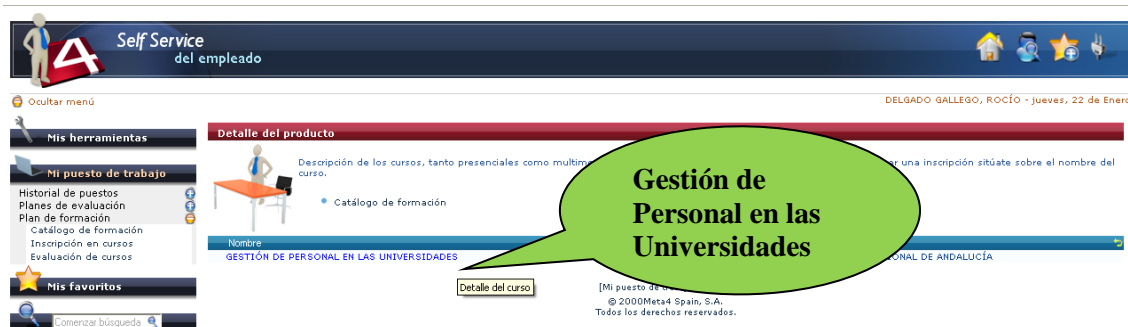 4 Self Service
del empleado
Ocultar menú
DELGADO GALLEGO, ROCÍO - jueves, 22 de Enero
Mis herramientas
Mi puesto de trabajo
Historial de puestos
Planes de evaluación
Plan de formación
Catálogo de formación
Inscripción en cursos
Evaluación de cursos
Mis favoritos
Comenzar búsqueda
Detalle del producto
Descripción de los cursos, tanto presenciales como
una inscripción sitúate sobre el nombre del
curso.
Catálogo de formación
Nombre
GESTIÓN DE PERSONAL EN LAS UNIVERSIDADES
DE ANDALUCÍA
Detalle del curso
Gestión de
Personal en las
Universidades
[Mi puesto de
© 2000Meta4 Spain, S.A.
Todos los derechos reservados.